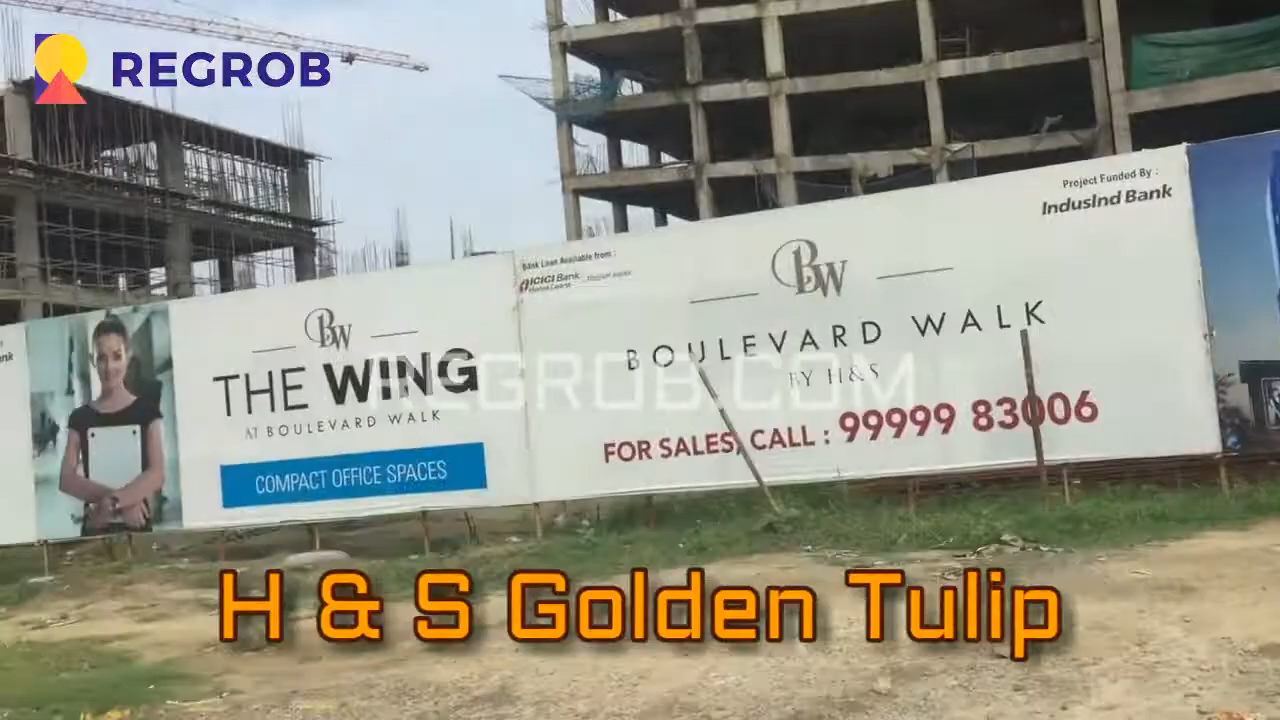 REGROB
Bank
BW
THE WING
AT BOULEVARD WALK
COMPACT OFFICE SPACES
Bank Loan Available from :
ICICI Bank
BW
BOULEVARD WALK
BY H&S
FOR SALES, CALL : 99999 83006
Project Funded By :
IndusInd Bank
REGROB.COM
H & S Golden Tulip